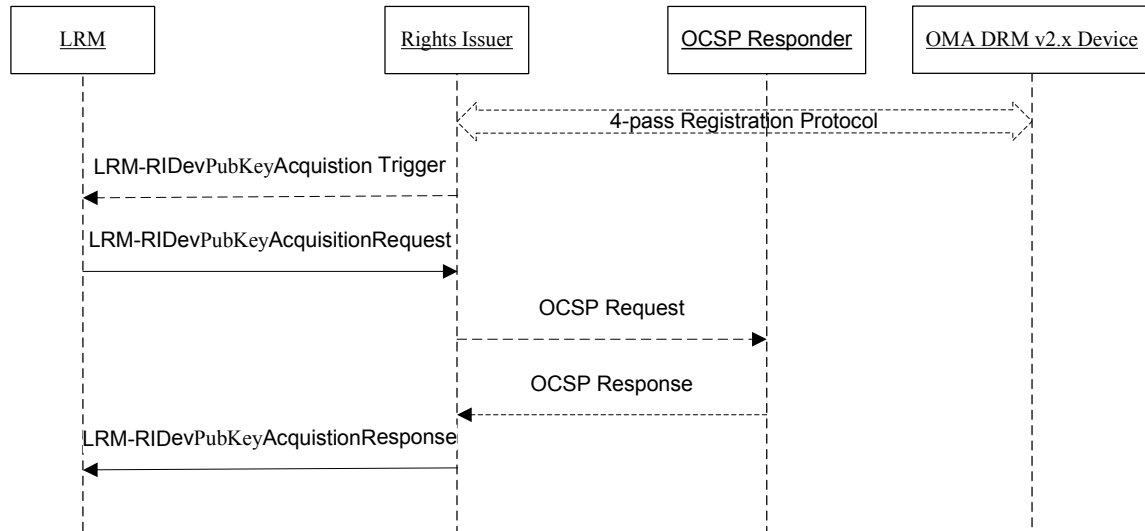 LRM
Rights Issuer
OCSP Responder
OMA DRM v2.x Device
4-pass Registration Protocol
LRM-RIDevPubKeyAcquistion Trigger
LRM-RIDevPubKeyAcquisitionRequest
OCSP Request
OCSP Response
LRM-RIDevPubKeyAcquistionResponse